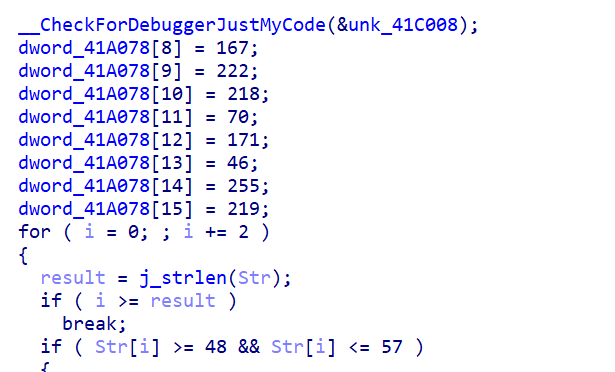 __CheckForDebuggerJustMyCode(&unk_41C008);
dword_41A078[8] = 167;
dword_41A078[9] = 222;
dword_41A078[10] = 218;
dword_41A078[11] = 70;
dword_41A078[12] = 171;
dword_41A078[13] = 46;
dword_41A078[14] = 255;
dword_41A078[15] = 219;
for ( i = 0; ; i += 2 )
{
result = j_strlen(Str);
if ( i >= result )
break;
if ( Str[i] >= 48 && Str[i] <= 57 )
{